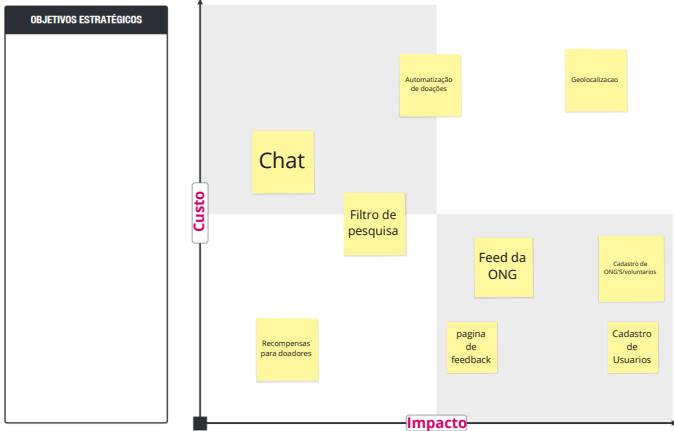 OBJETIVOS ESTRATÉGICOS
Automatização
de doações
Geolocalizacao
Chat
Custo
Filtro de
pesquisa
Feed da
ONG
Cadastro de
ONG'S/voluntarios
Recompensas
para doadores
pagina
de
feedback
Cadastro
de
Usuarios
Impacto